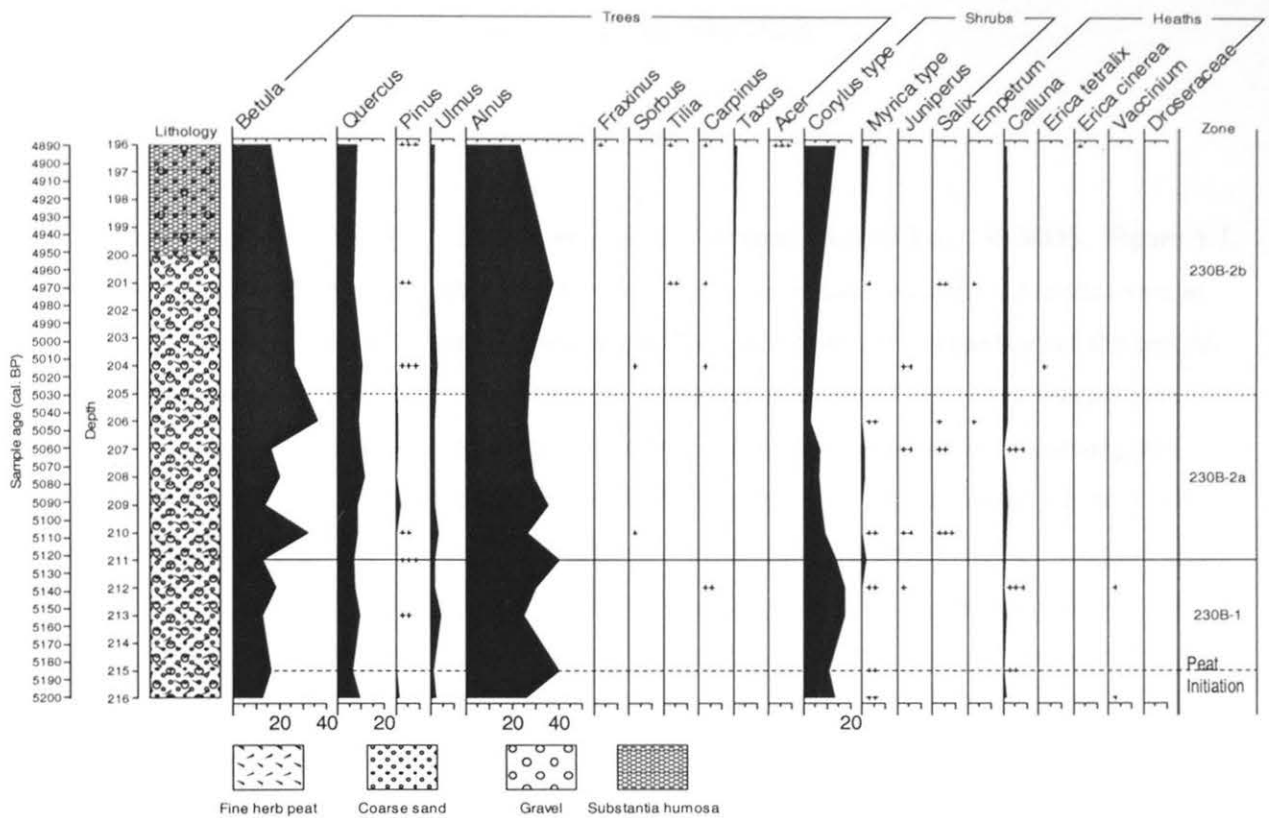 Trees
Shrubs
Heaths
Betula
Quercus
Pinus
Ulmus
Alnus
Fraxinus
Sorbus
Tilia
Carpinus
Taxus
Acer
Corylus type
Myrica type
Juniperus
Salix
Empetrum
Calluna
Erica tetralix
Erica cinerea
Vaccinium
Droseraceae
Lithology
Zone
Sample age (cal. BP)
4890
4900
4910
4920
4930
4940
4950
4960
4970
4980
4990
5000
5010
5020
5030
5050
5060
5070
5080
5090
5100
5110
5120
5130
5140
5150
5160
5170
5180
5190
5200
Depth
196
197
198
199
200
201
202
203
204
205
206
207
208
209
210
211
212
213
214
215
216
230B-2b
230B-2a
230B-1
Peat
Initiation
20 40 20 20 40 20
Fine herb peat Coarse sand Gravel Substantia humosa